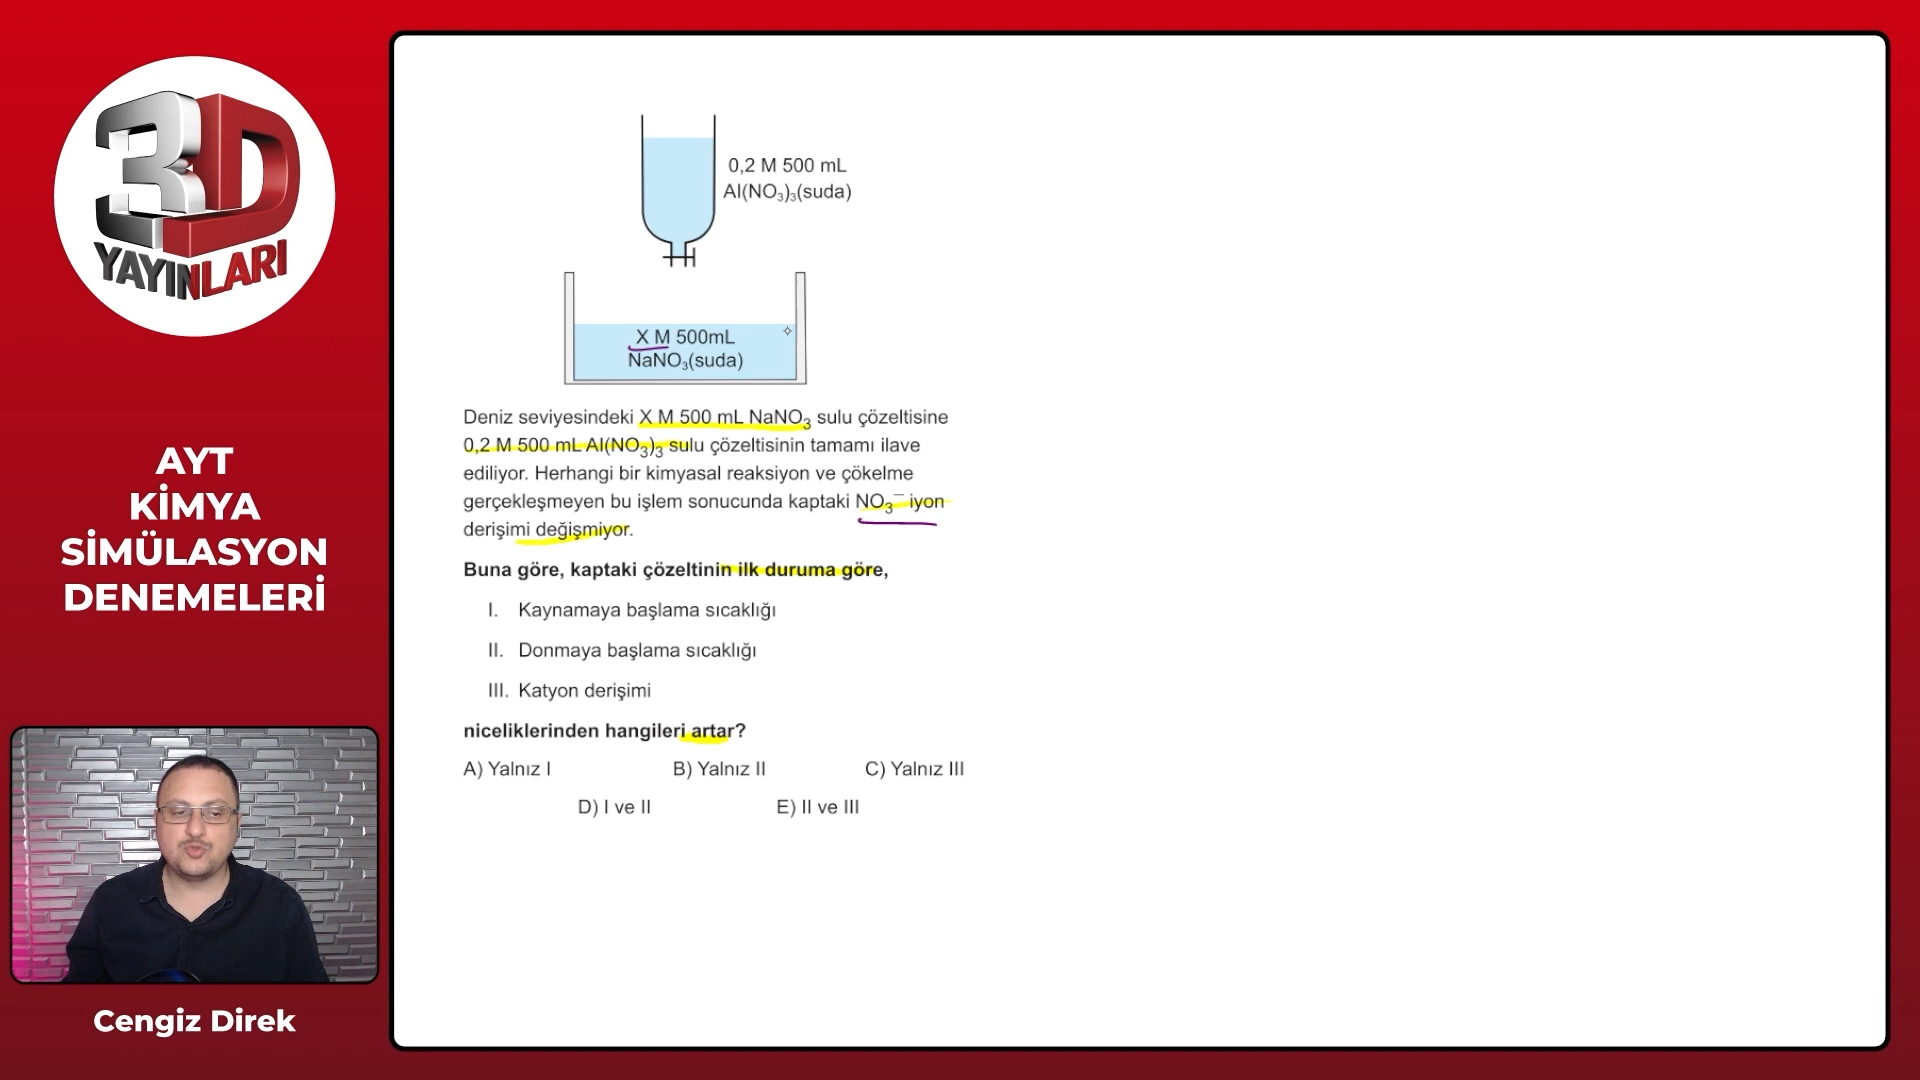 3D
YAYINLARI
AYT
KİMYA
SİMÜLASYON
DENEMELERİ
Cengiz Direk
0,2 M 500 mL
Al(NO₃)₃(suda)
X M 500mL
NaNO₃(suda)
Deniz seviyesindeki X M 500 mL NaNO₃ sulu çözeltisine
0,2 M 500 mL Al(NO₃)₃ sulu çözeltisinin tamamı ilave
ediliyor. Herhangi bir kimyasal reaksiyon ve çökelme
gerçekleşmeyen bu işlem sonucunda kaptaki NO₃⁻ iyon
derişimi değişmiyor.
Buna göre, kaptaki çözeltinin ilk duruma göre,
I. Kaynamaya başlama sıcaklığı
II. Donmaya başlama sıcaklığı
III. Katyon derişimi
niceliklerinden hangileri artar?
A) Yalnız I B) Yalnız II C) Yalnız III
D) I ve II E) II ve III